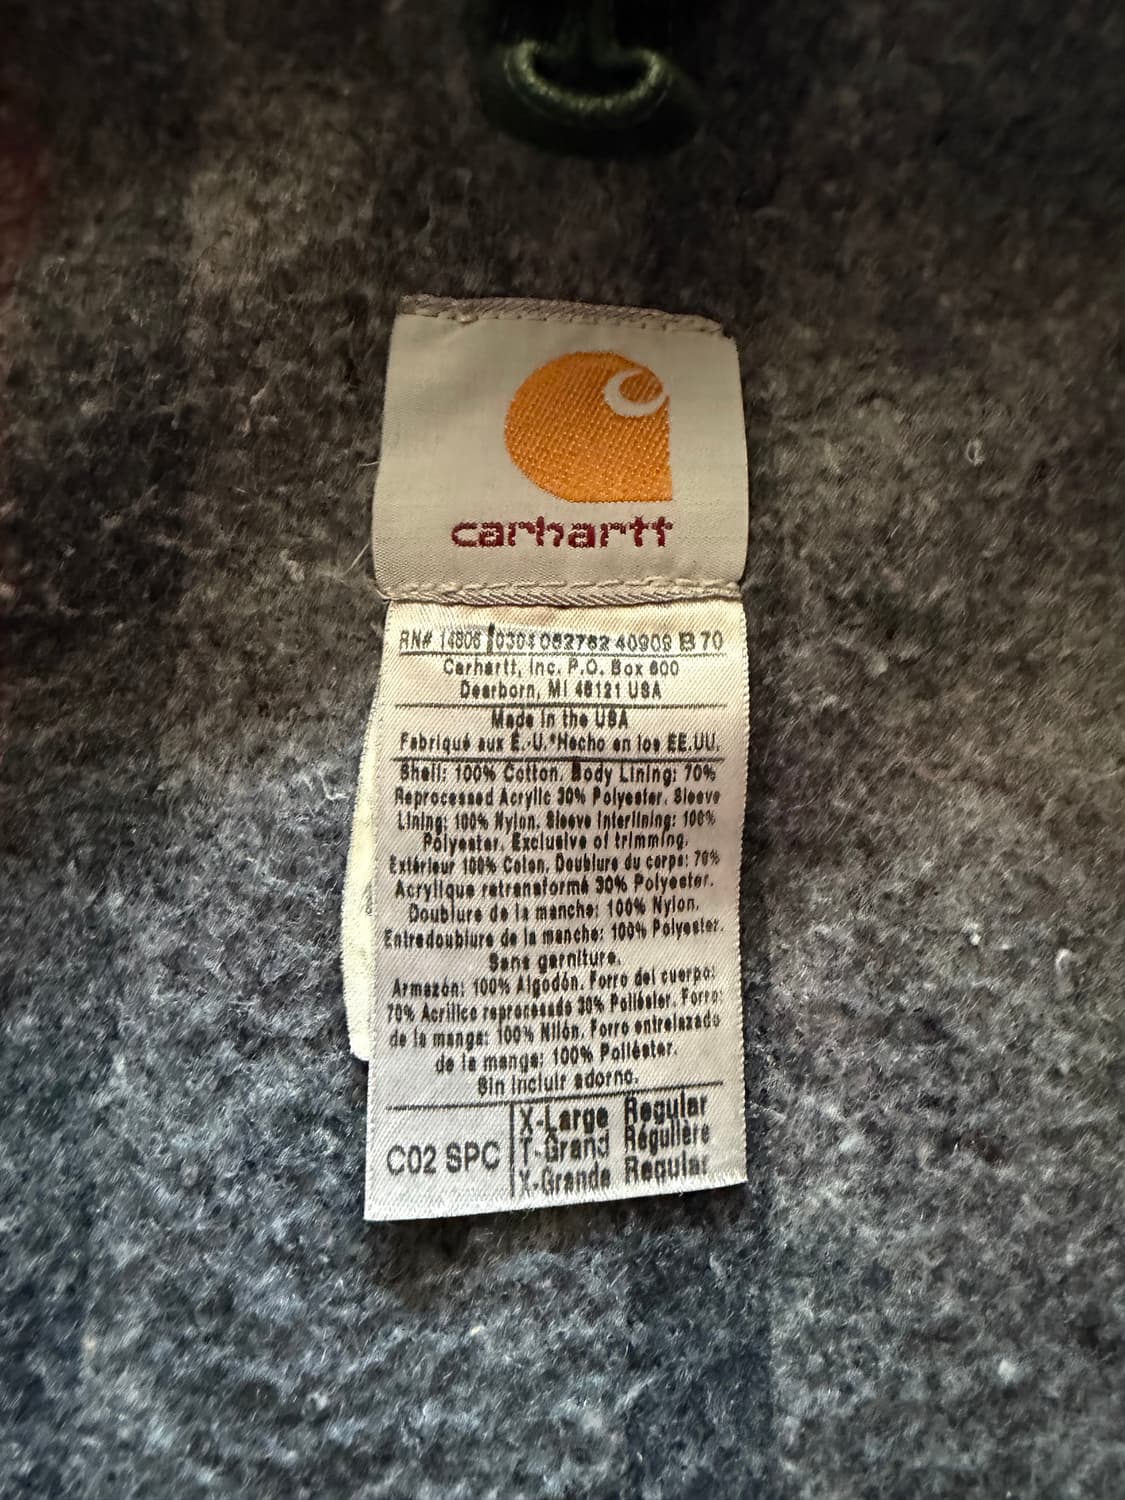 carhartt
RN# 14806 0304 082762 40909 B 70
Carhartt, Inc. P.O. Box 600
Dearborn, MI 48121 USA
Made in the USA
Fabriqué aux É.-U.*Hecho en los EE.UU.
Shell: 100% Cotton. Body Lining: 70%
Reprocessed Acrylic 30% Polyester. Sleeve
Lining: 100% Nylon. Sleeve Interlining: 100%
Polyester. Exclusive of trimming.
Extérieur 100% Coton. Doublure du corps: 70%
Acryllque retransformé 30% Polyester.
Doublure de la manche: 100% Nylon.
Entredoublure de la manche: 100% Polyester.
Sans garniture.
Armazón: 100% Algodón. Forro del cuerpo:
70% Acrílico reprocesado 30% Poliéster. Forro:
de la manga: 100% Nilón. Forro entrelazado
de la manga: 100% Poliéster.
Sin incluir adorno.
C02 SPC
X-Large Regular
T-Grand Régulière
X-Grande Regular